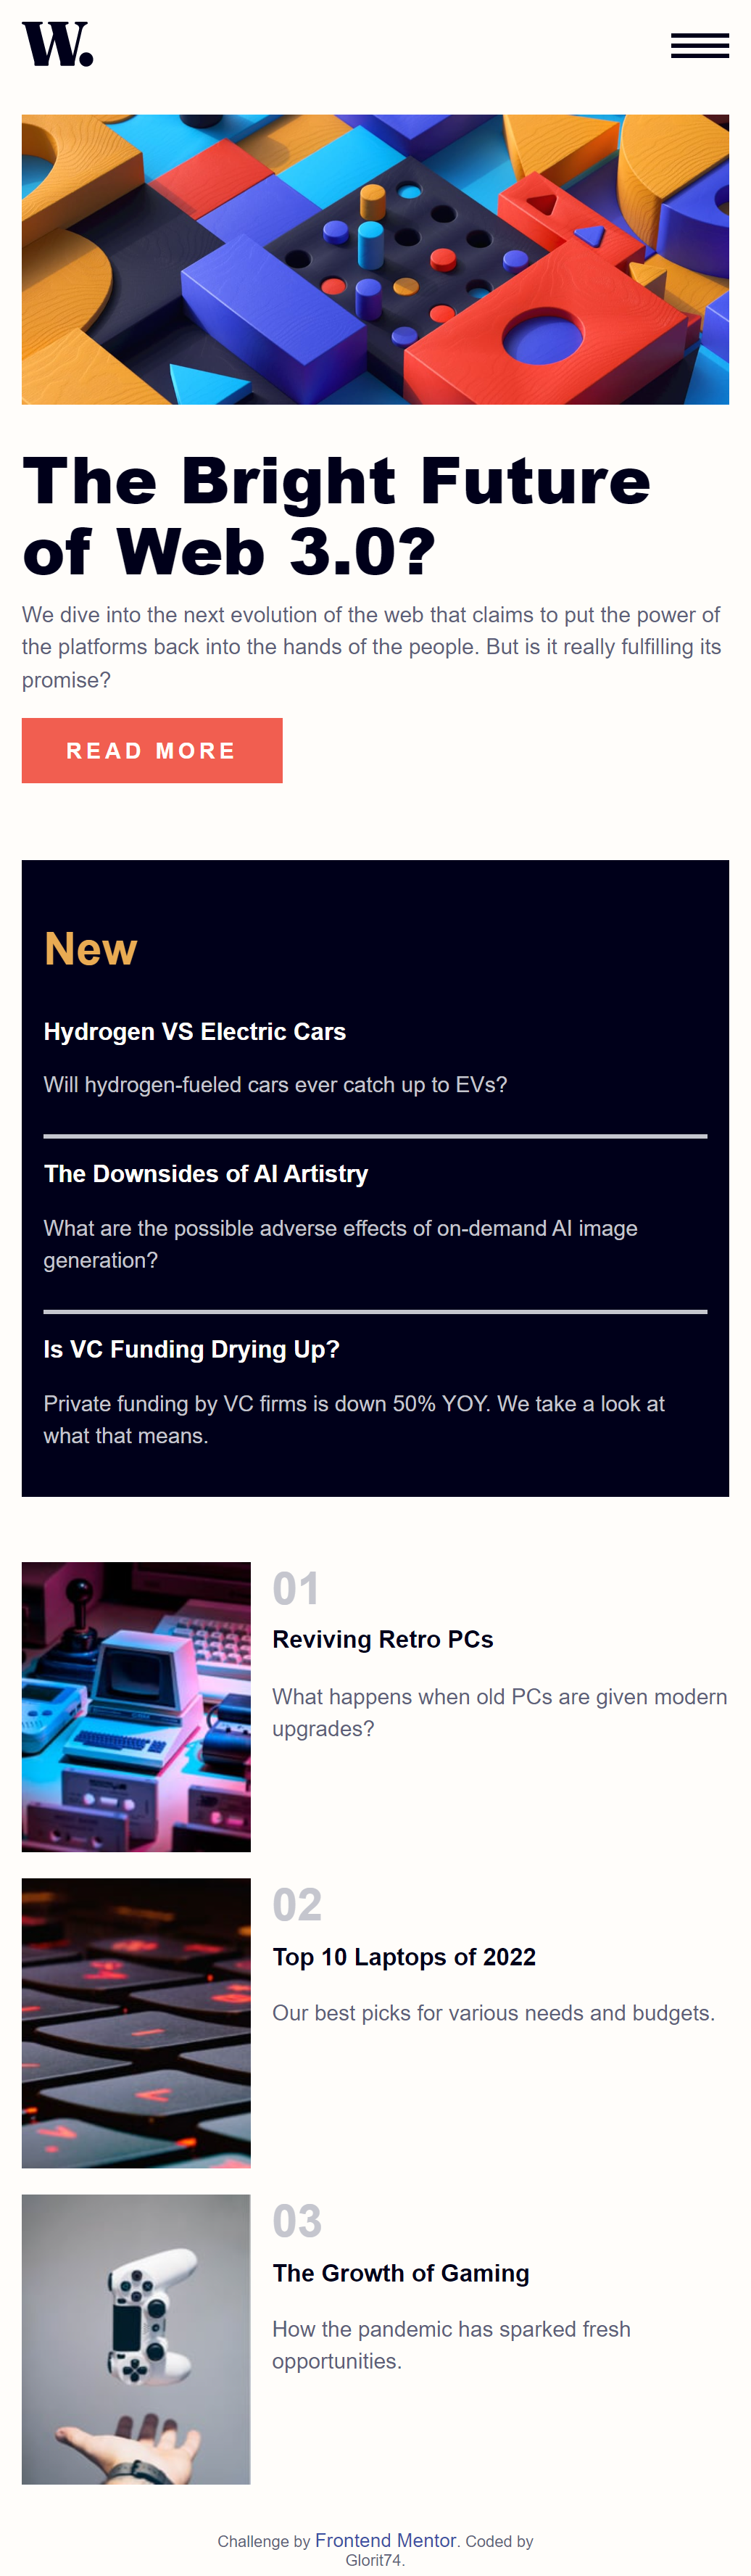 W.
The Bright Future
of Web 3.0?
We dive into the next evolution of the web that claims to put the power of
the platforms back into the hands of the people. But is it really fulfilling its
promise?
READ MORE
New
Hydrogen VS Electric Cars
Will hydrogen-fueled cars ever catch up to EVs?
The Downsides of AI Artistry
What are the possible adverse effects of on-demand AI image
generation?
Is VC Funding Drying Up?
Private funding by VC firms is down 50% YOY. We take a look at
what that means.
01
Reviving Retro PCs
What happens when old PCs are given modern
upgrades?
02
Top 10 Laptops of 2022
Our best picks for various needs and budgets.
03
The Growth of Gaming
How the pandemic has sparked fresh
opportunities.
Challenge by Frontend Mentor. Coded by
Glorit74.